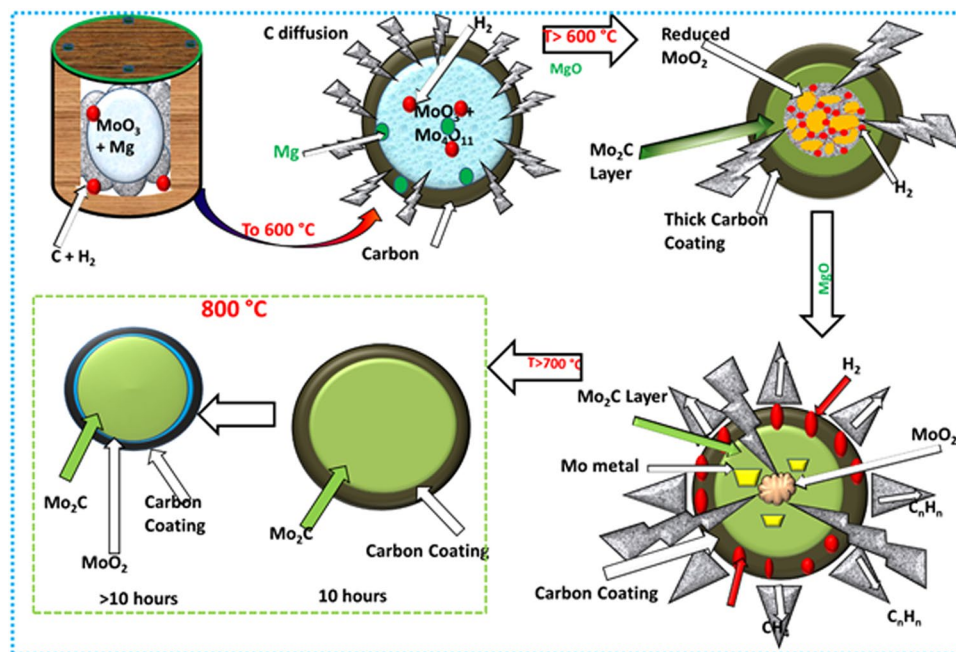 MoO3
+ Mg
C + H2
To 600 °C
C diffusion
H2
MoO3 +
Mo4O11
Mg
Carbon
T> 600 °C
MgO
Reduced
MoO2
Mo2C
Layer
H2
Thick Carbon
Coating
MgO
H2
Mo2C Layer
MoO2
Mo metal
CnHn
Carbon
Coating
CnHn
T>700 °C
800 °C
Mo2C
Carbon
Coating
MoO2
Mo2C
Carbon Coating
>10 hours
10 hours